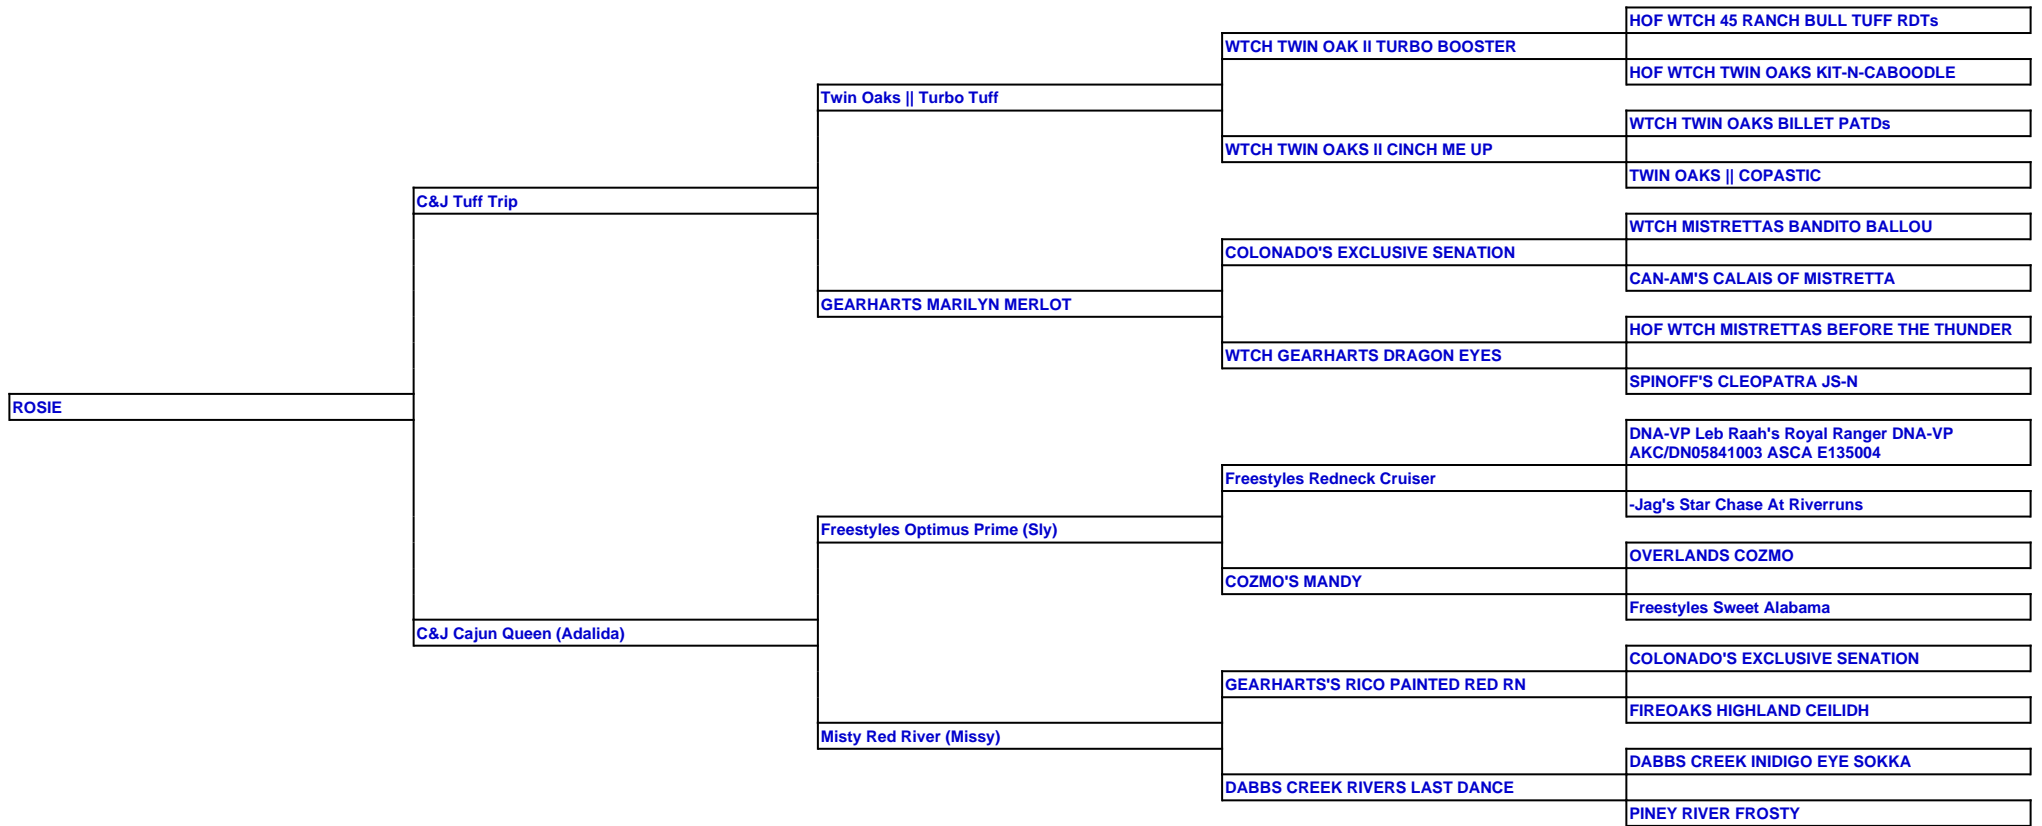 HOF WTCH 45 RANCH BULL TUFF RDTs
WTCH TWIN OAK II TURBO BOOSTER
HOF WTCH TWIN OAKS KIT-N-CABOODLE
Twin Oaks || Turbo Tuff
WTCH TWIN OAKS BILLET PATDs
WTCH TWIN OAKS II CINCH ME UP
TWIN OAKS || COPASTIC
C&J Tuff Trip
WTCH MISTRETTAS BANDITO BALLOU
COLONADO'S EXCLUSIVE SENATION
CAN-AM'S CALAIS OF MISTRETTA
GEARHARTS MARILYN MERLOT
HOF WTCH MISTRETTAS BEFORE THE THUNDER
WTCH GEARHARTS DRAGON EYES
SPINOFF'S CLEOPATRA JS-N
ROSIE
DNA-VP Leb Raah's Royal Ranger DNA-VP
AKC/DN05841003 ASCA E135004
Freestyles Redneck Cruiser
-Jag's Star Chase At Riverruns
Freestyles Optimus Prime (Sly)
OVERLANDS COZMO
COZMO'S MANDY
Freestyles Sweet Alabama
C&J Cajun Queen (Adalida)
COLONADO'S EXCLUSIVE SENATION
GEARHARTS'S RICO PAINTED RED RN
FIREOAKS HIGHLAND CEILIDH
Misty Red River (Missy)
DABBS CREEK INIDIGO EYE SOKKA
DABBS CREEK RIVERS LAST DANCE
PINEY RIVER FROSTY